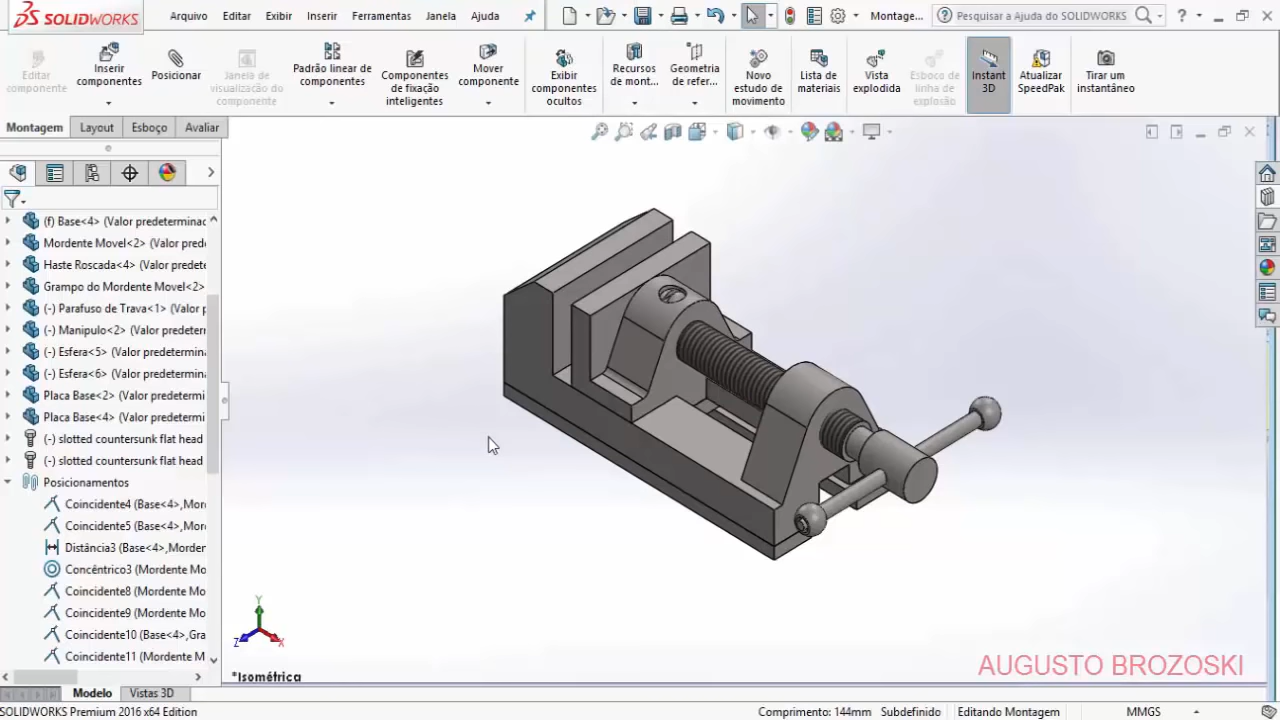 SOLIDWORKS
Arquivo Editar Exibir Inserir Ferramentas Janela Ajuda
Montage...
Pesquisar a Ajuda do SOLIDWORKS
?
Editar componente
Inserir componentes
Posicionar
Janela de visualização do componente
Padrão linear de componentes
Componentes de fixação inteligentes
Mover componente
Exibir componentes ocultos
Recursos de mont...
Geometria de refer...
Novo estudo de movimento
Lista de materiais
Vista explodida
Esboço de linha de explosão
Instant 3D
Atualizar SpeedPak
Tirar um instantâneo
Montagem Layout Esboço Avaliar
(f) Base<4> (Valor predeterminac
Mordente Movel<2> (Valor prede
Haste Roscada<4> (Valor predete
Grampo do Mordente Movel<2>
(-) Parafuso de Trava<1> (Valor p
(-) Manipulo<2> (Valor predeterr
(-) Esfera<5> (Valor predetermina
(-) Esfera<6> (Valor predetermina
Placa Base<2> (Valor predetermi
Placa Base<4> (Valor predetermi
(-) slotted countersunk flat head
(-) slotted countersunk flat head
Posicionamentos
Coincidente4 (Base<4>,Mor
Coincidente5 (Base<4>,Mor
Distância3 (Base<4>,Morden
Concêntrico3 (Mordente Mo
Coincidente8 (Mordente Mo
Coincidente9 (Mordente Mo
Coincidente10 (Base<4>,Gra
Coincidente11 (Mordente M
Y
Z
X
*Isométrica
AUGUSTO BROZOSKI
Modelo Vistas 3D
SOLIDWORKS Premium 2016 x64 Edition
Comprimento: 144mm Subdefinido Editando Montagem MMGS